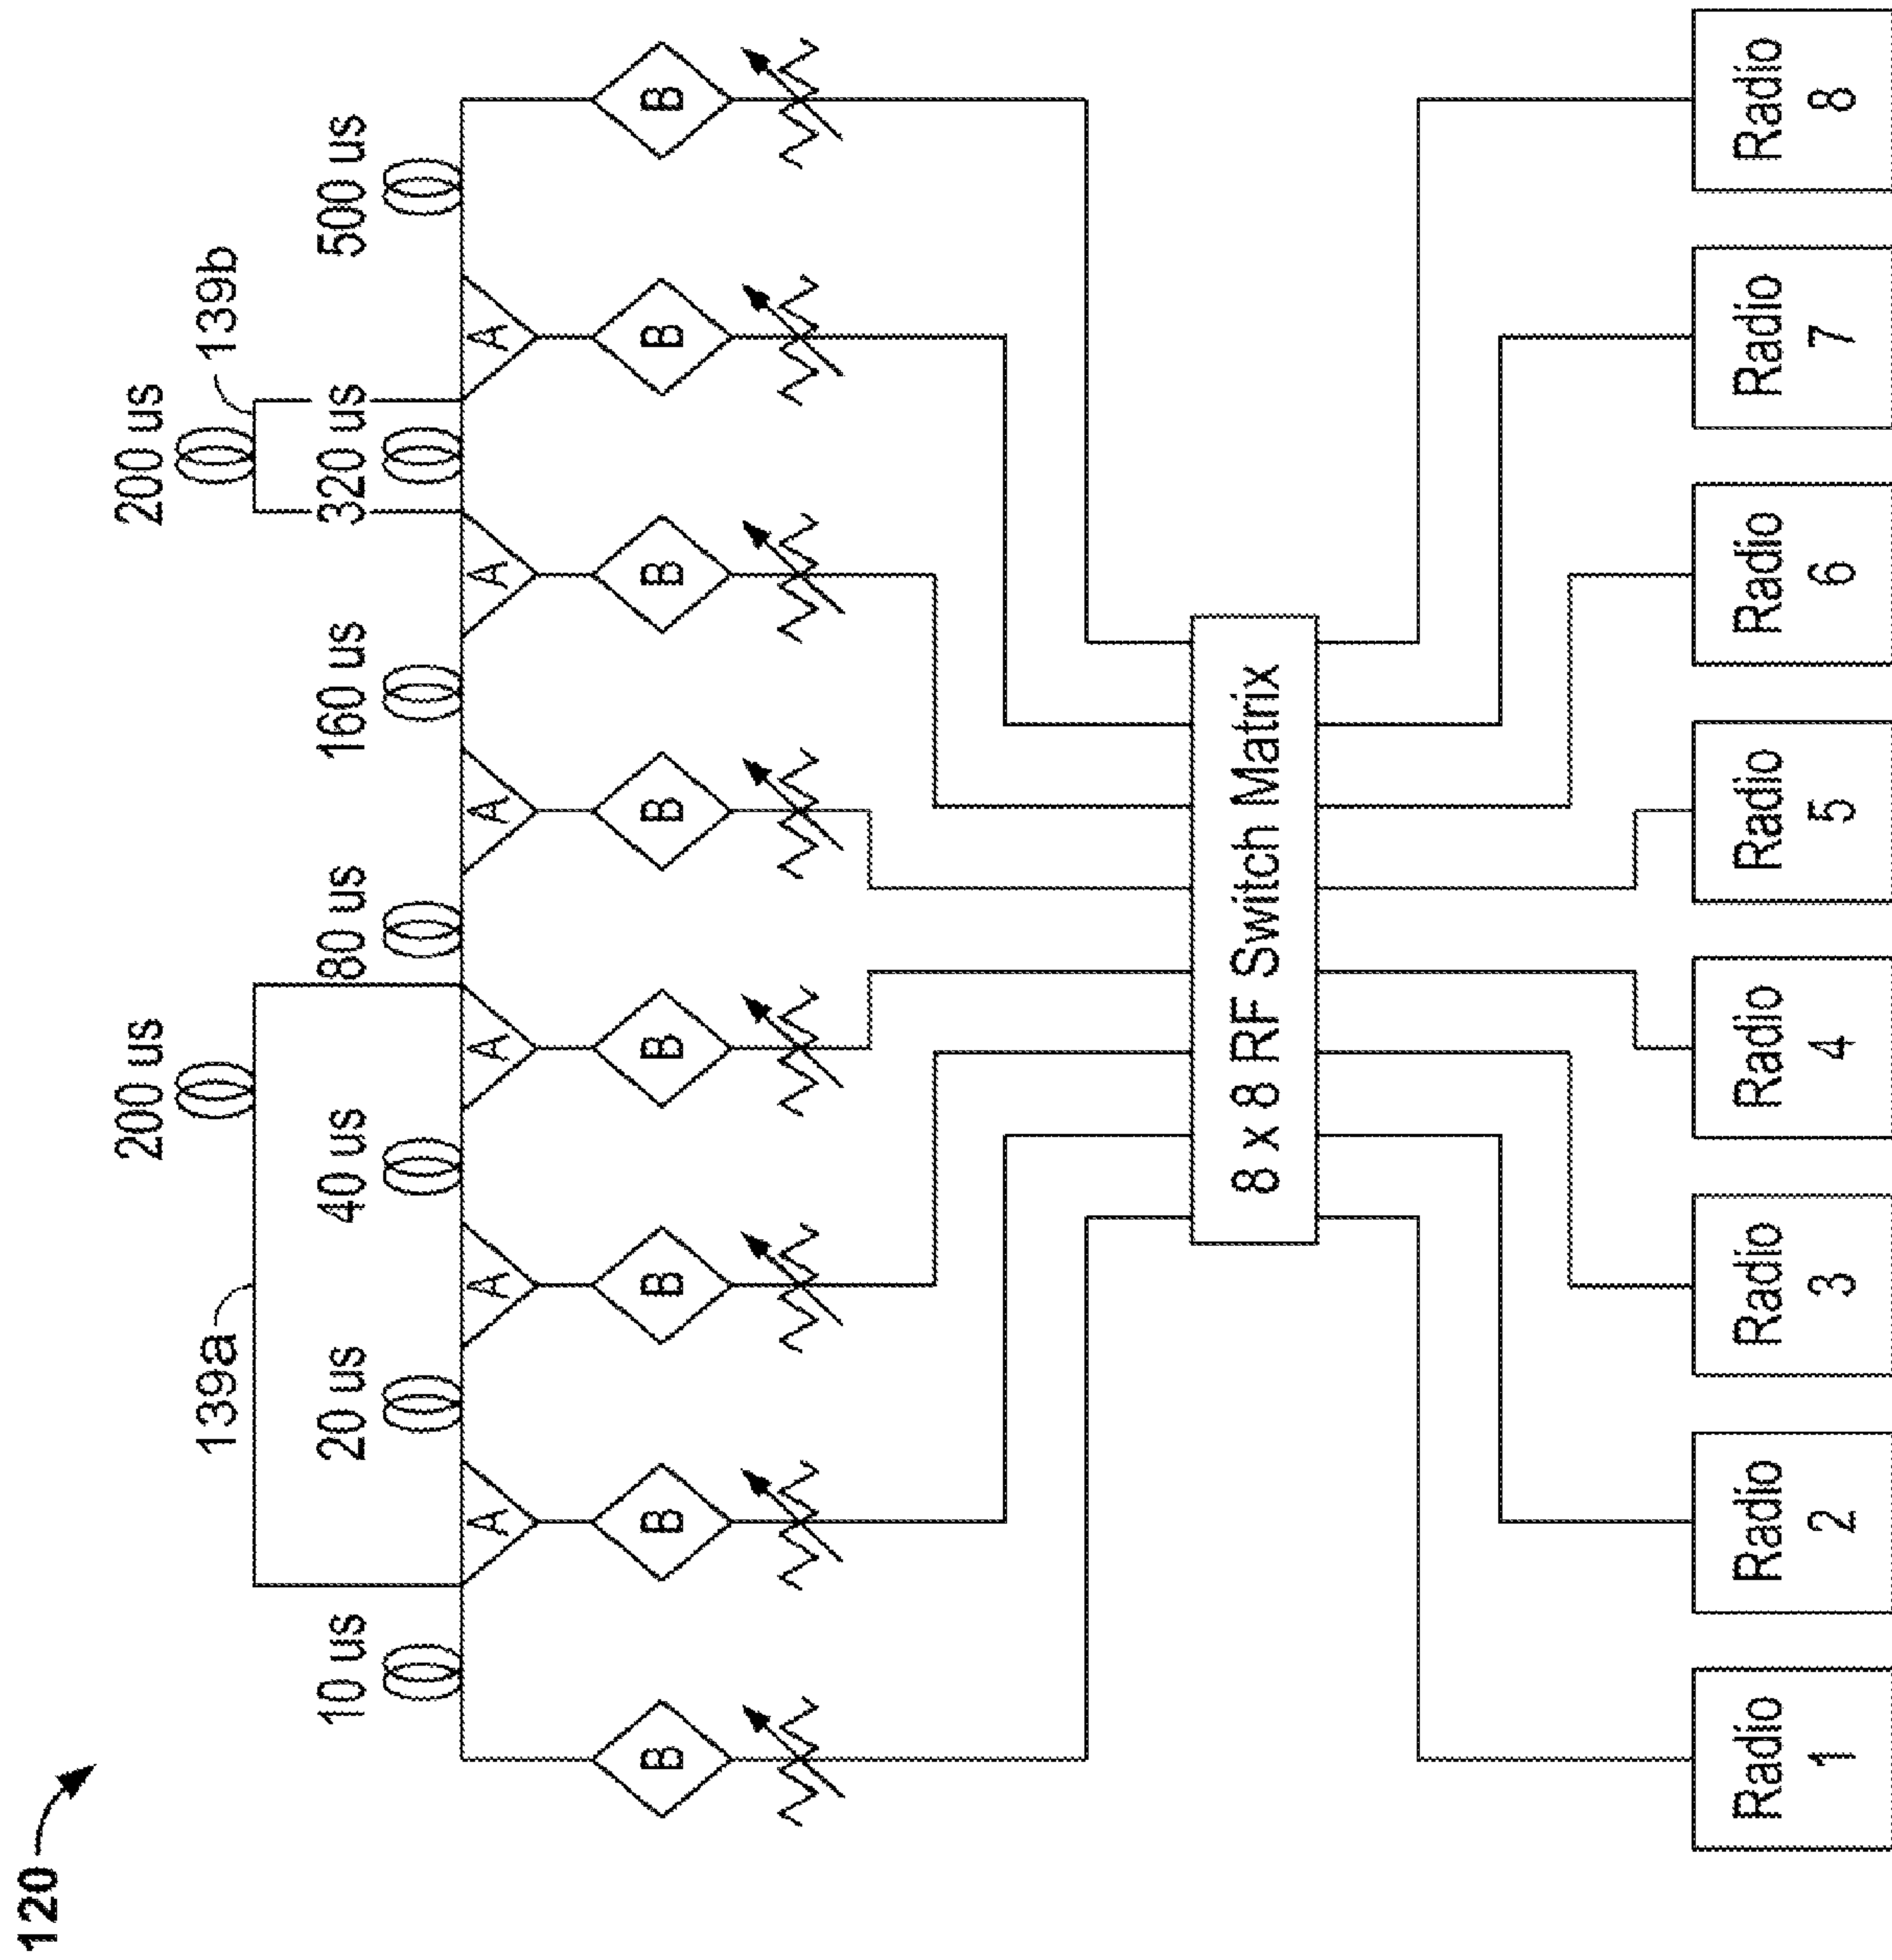 120
139a
200 us
200 us
139b
10 us
20 us
40 us
80 us
160 us
320 us
500 us
A
A
A
A
A
A
B
B
B
B
B
B
B
B
8 x 8 RF Switch Matrix
Radio
1
Radio
2
Radio
3
Radio
4
Radio
5
Radio
6
Radio
7
Radio
8